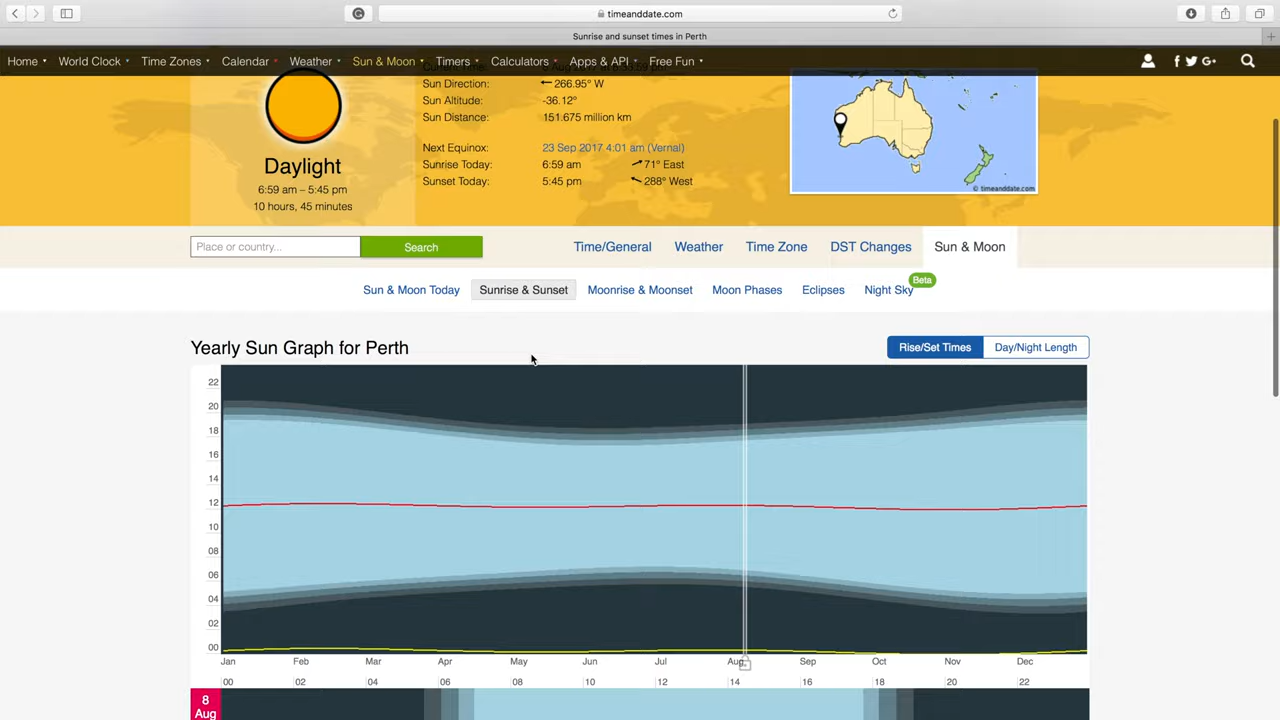 timeanddate.com
Sunrise and sunset times in Perth
Home World Clock Time Zones Calendar Weather Sun & Moon Timers Calculators Apps & API Free Fun
Sun Direction: 266.95° W
Sun Altitude: -36.12°
Sun Distance: 151.675 million km
Next Equinox: 23 Sep 2017 4:01 am (Vernal)
Sunrise Today: 6:59 am 71° East
Sunset Today: 5:45 pm 288° West
Daylight
6:59 am – 5:45 pm
10 hours, 45 minutes
© timeanddate.com
Place or country... Search
Time/General Weather Time Zone DST Changes Sun & Moon
Sun & Moon Today Sunrise & Sunset Moonrise & Moonset Moon Phases Eclipses Night Sky Beta
Yearly Sun Graph for Perth
Rise/Set Times Day/Night Length
22
20
18
16
14
12
10
08
06
04
02
00
Jan Feb Mar Apr May Jun Jul Aug Sep Oct Nov Dec
00 02 04 06 08 10 12 14 16 18 20 22
8
Aug